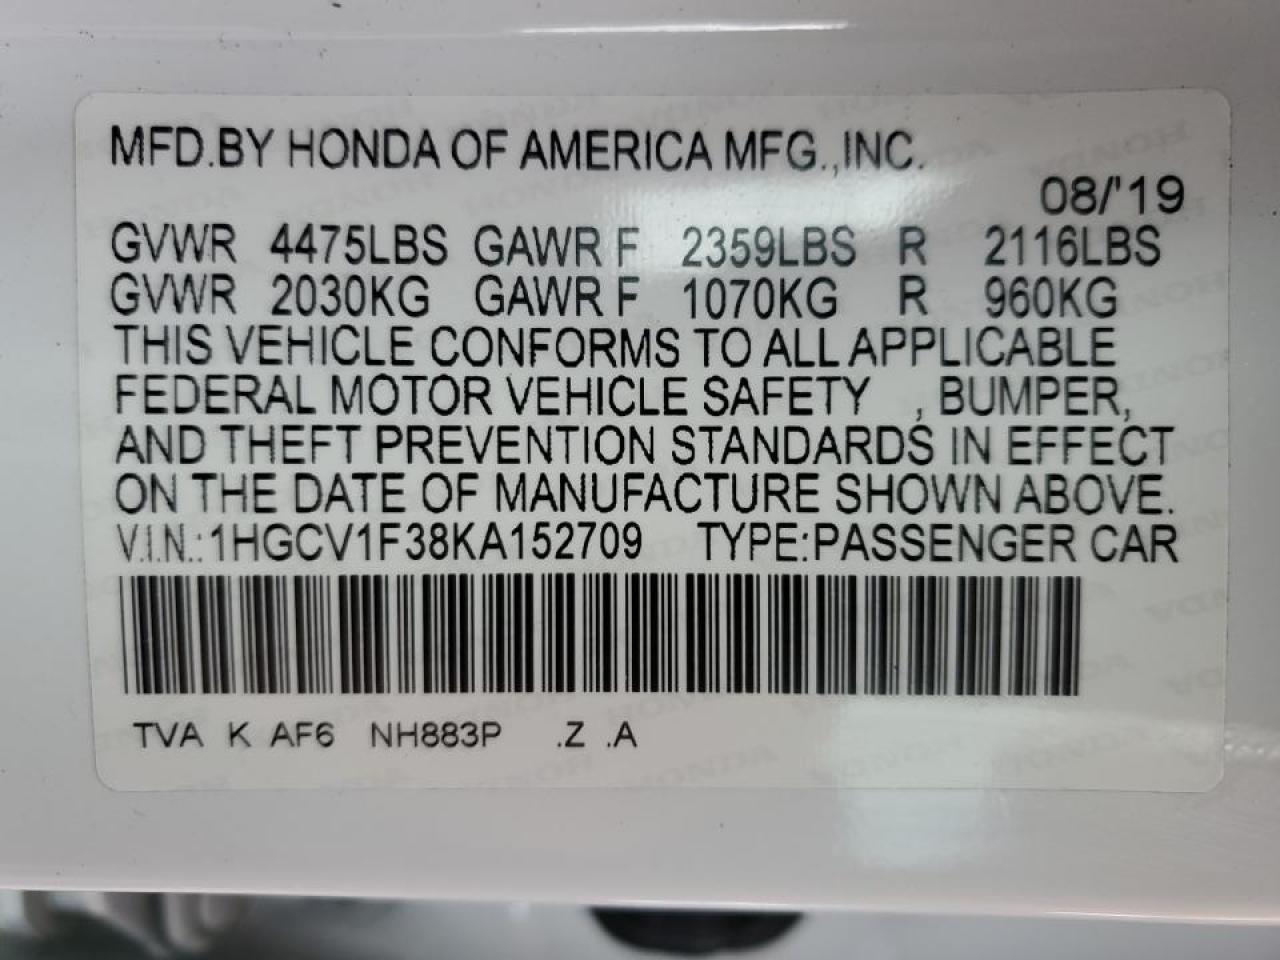 MFD.BY HONDA OF AMERICA MFG.,INC.
08/'19
GVWR 4475LBS GAWR F 2359LBS R 2116LBS
GVWR 2030KG GAWR F 1070KG R 960KG
THIS VEHICLE CONFORMS TO ALL APPLICABLE
FEDERAL MOTOR VEHICLE SAFETY , BUMPER,
AND THEFT PREVENTION STANDARDS IN EFFECT
ON THE DATE OF MANUFACTURE SHOWN ABOVE.
V.I.N.:1HGCV1F38KA152709 TYPE:PASSENGER CAR
TVA K AF6 NH883P .Z .A